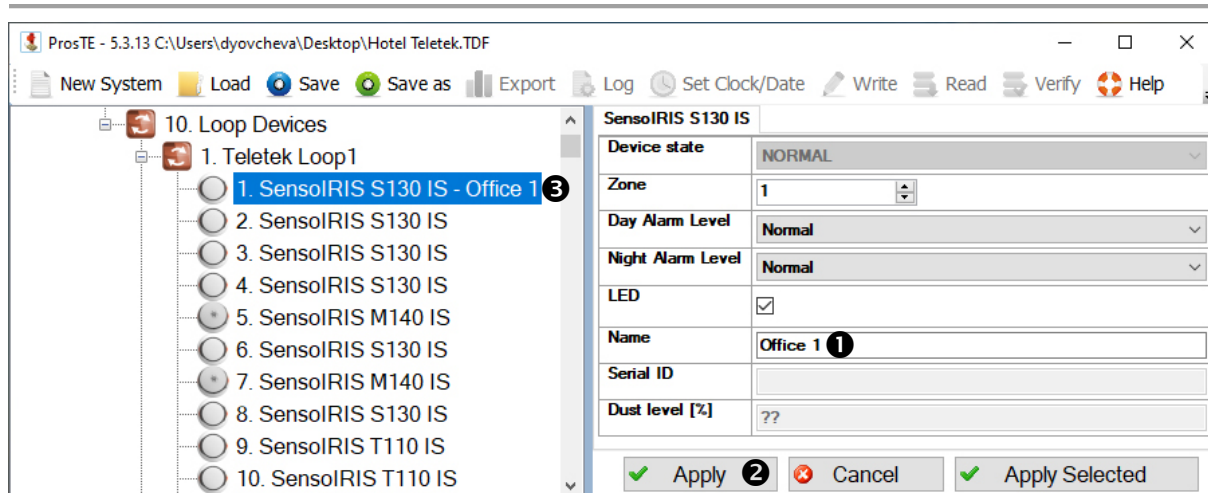 ProsTE - 5.3.13 C:\Users\dyovcheva\Desktop\Hotel Teletek.TDF
New System Load Save Save as Export Log Set Clock/Date Write Read Verify Help
10. Loop Devices
1. Teletek Loop1
1. SensoIRIS S130 IS - Office 1 ❸
2. SensoIRIS S130 IS
3. SensoIRIS S130 IS
4. SensoIRIS S130 IS
5. SensoIRIS M140 IS
6. SensoIRIS S130 IS
7. SensoIRIS M140 IS
8. SensoIRIS S130 IS
9. SensoIRIS T110 IS
10. SensoIRIS T110 IS
SensoIRIS S130 IS
Device state NORMAL
Zone 1
Day Alarm Level Normal
Night Alarm Level Normal
LED
Name Office 1 ❶
Serial ID
Dust level [%] ??
Apply ❷ Cancel Apply Selected